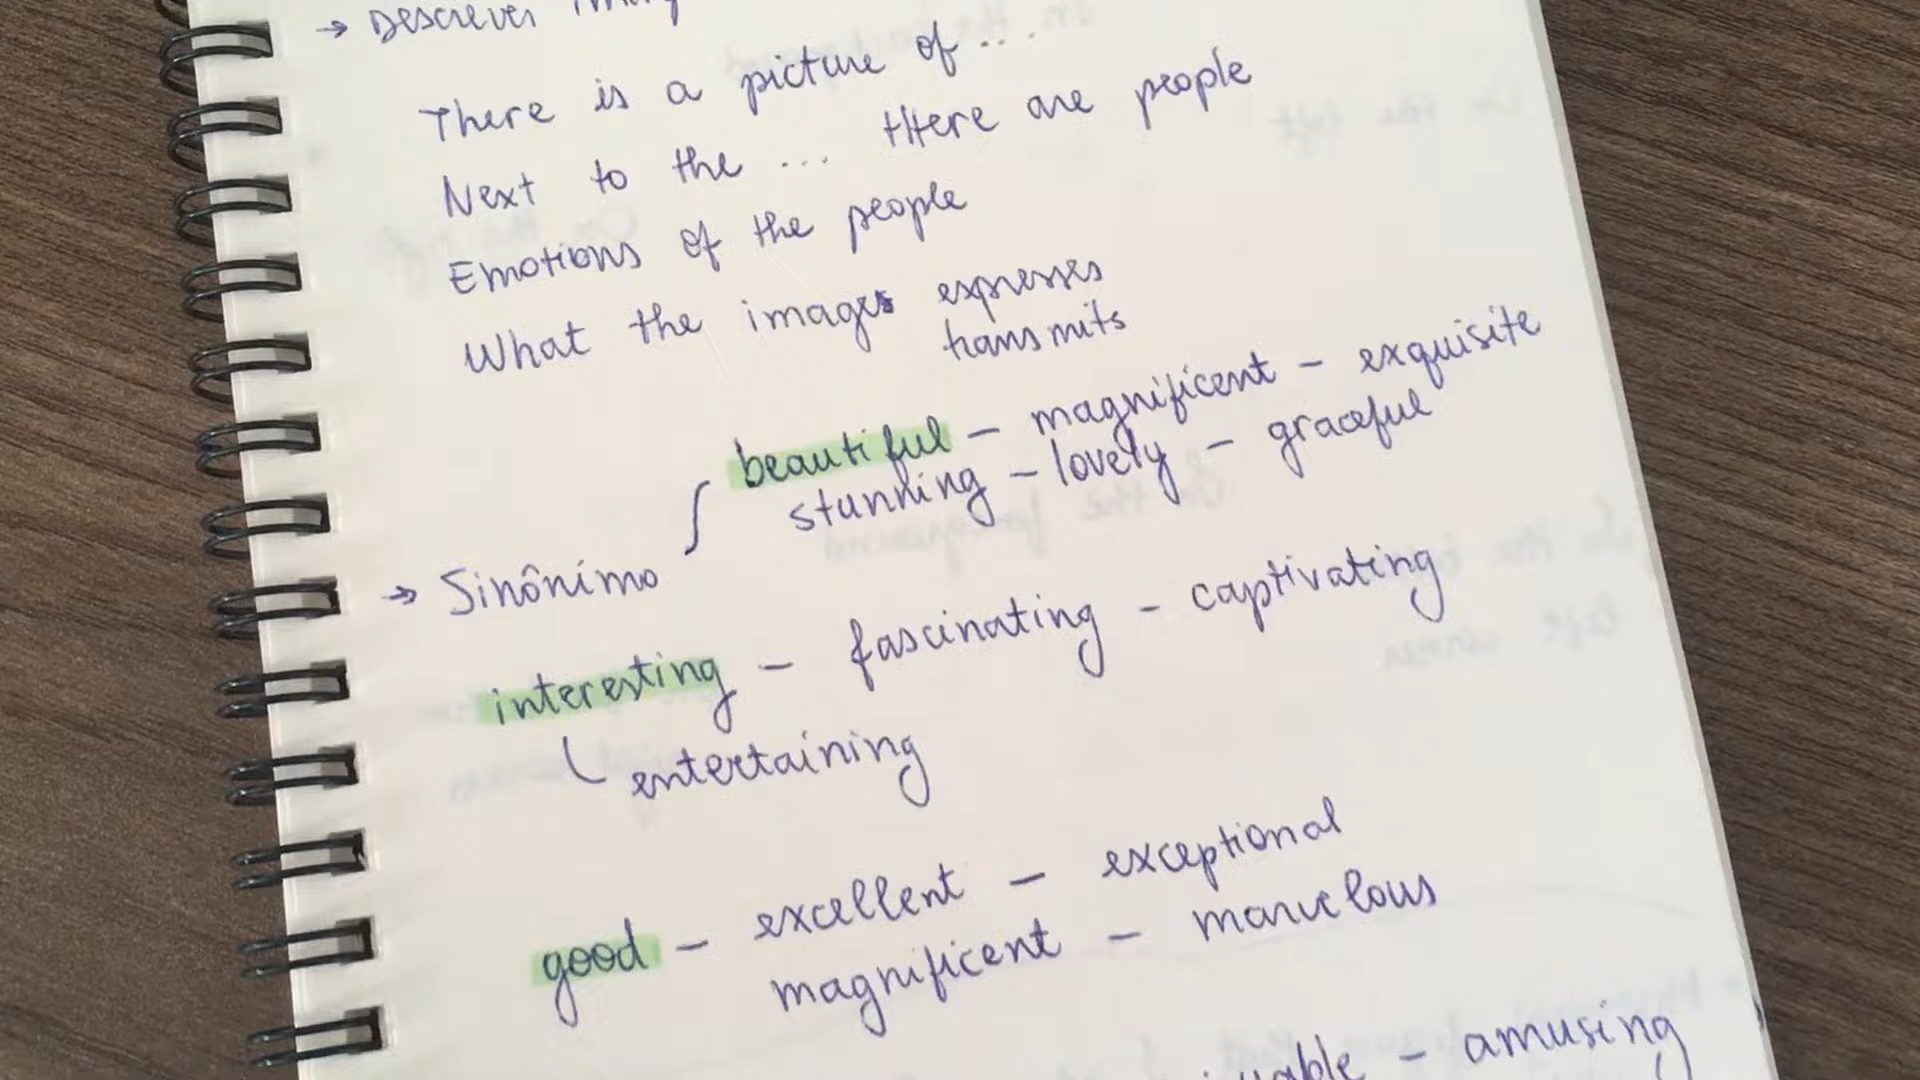 → Descrever
There is a picture of ...
Next to the ... tHere are people
Emotions of the people
What the images expresses
transmits
beautiful – magnificent – exquisite
stunning – lovely – graceful
→ Sinônimo
interesting – fascinating – captivating
entertaining
good – excellent – exceptional
magnificent – marvelous
– amusing